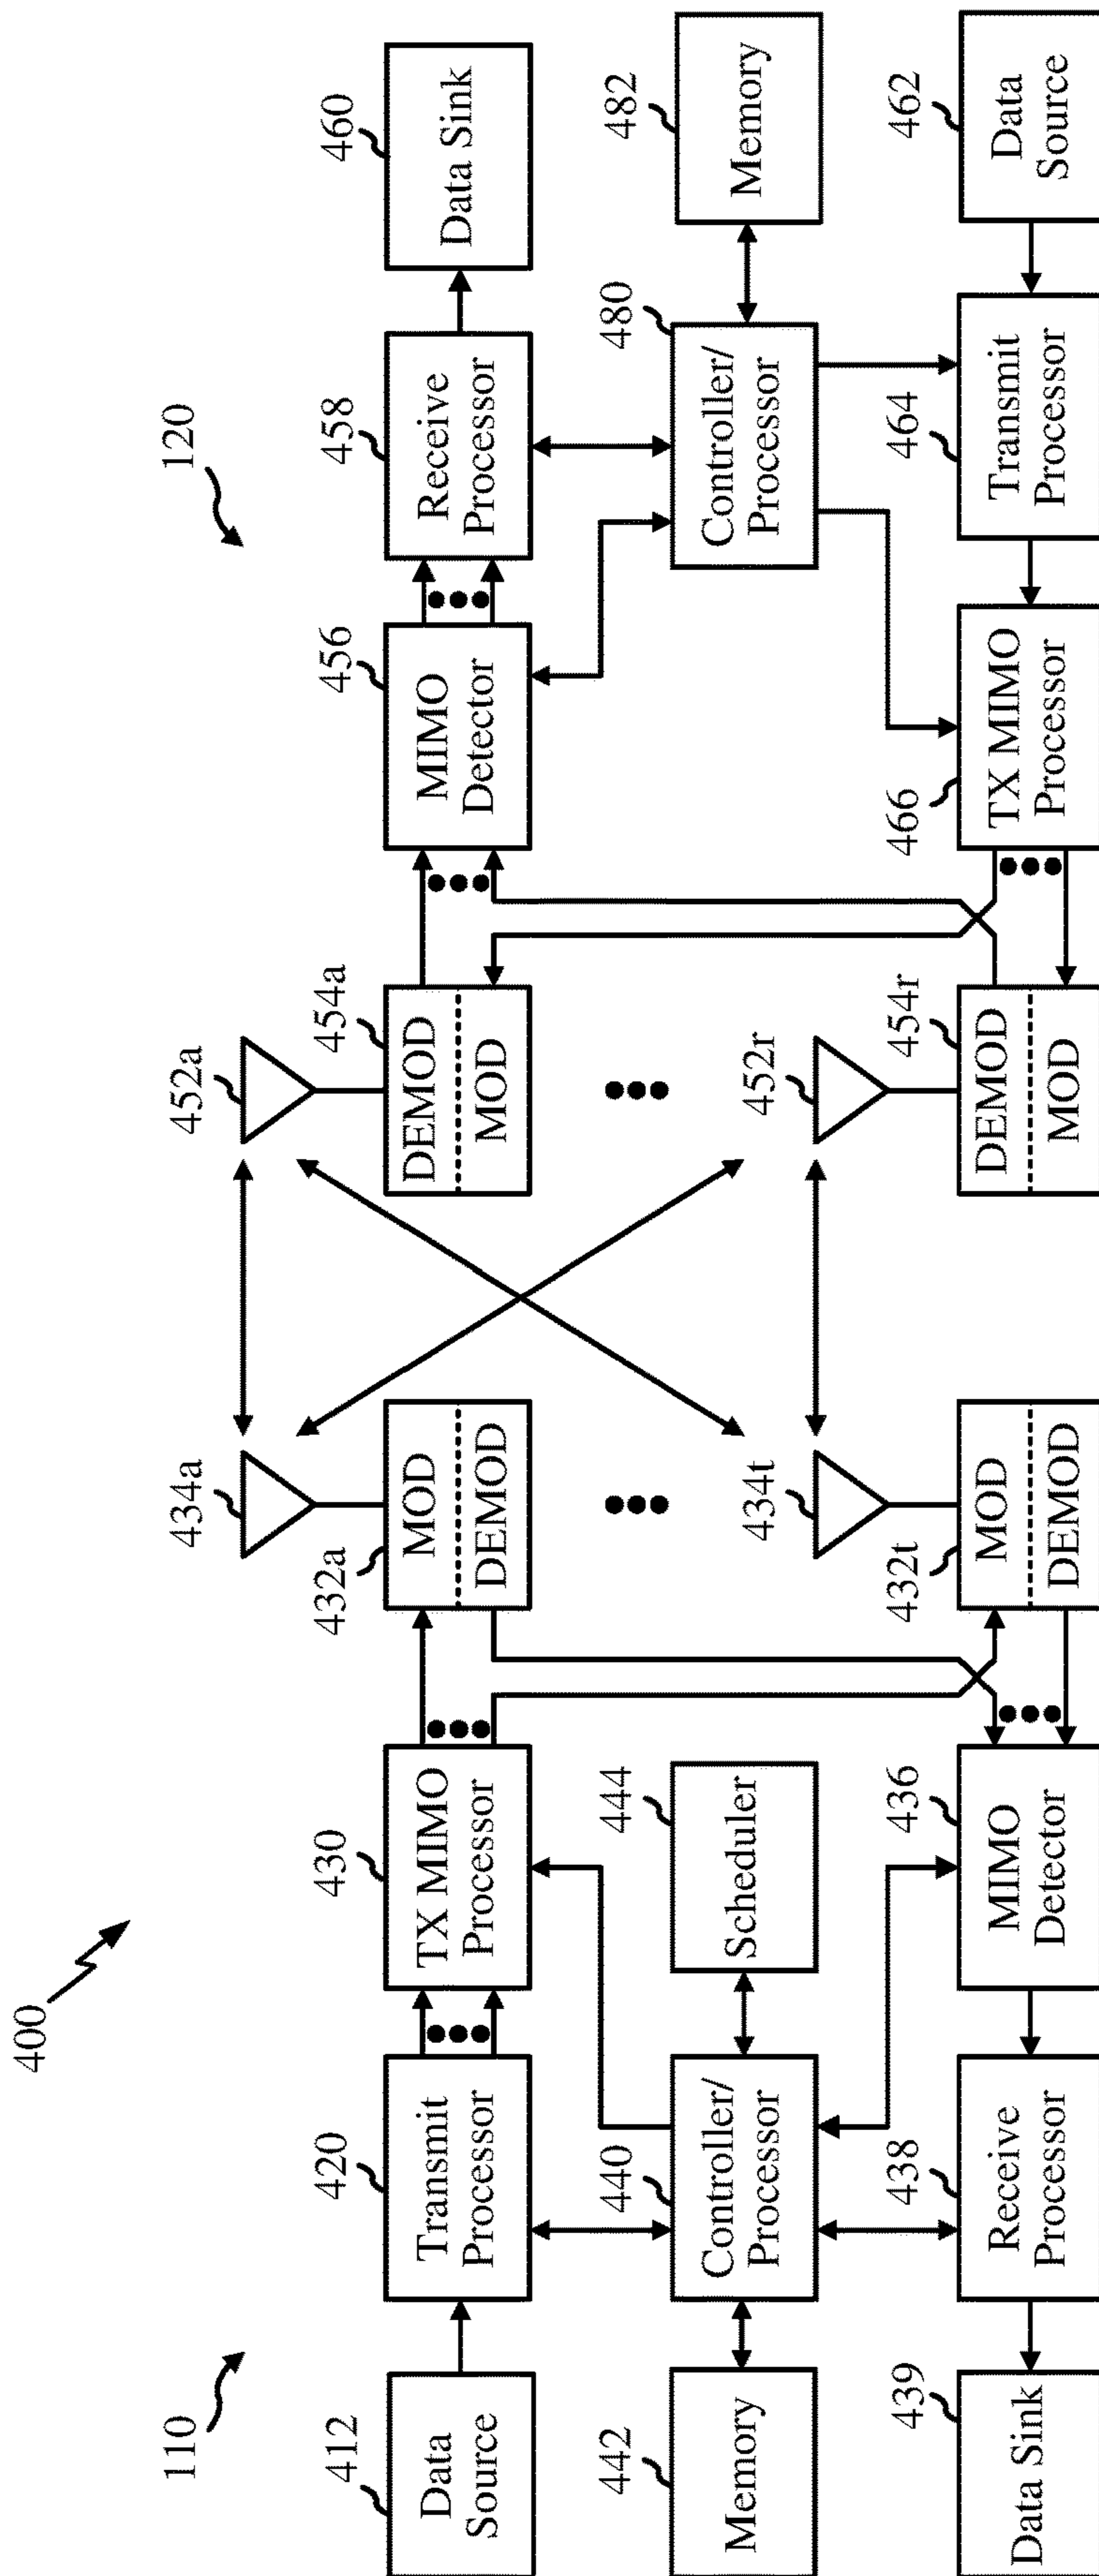 400
110
120
412
Data
Source
420
Transmit
Processor
430
TX MIMO
Processor
432a
MOD
DEMOD
434a
452a
454a
DEMOD
MOD
456
MIMO
Detector
458
Receive
Processor
460
Data Sink
442
Memory
440
Controller/
Processor
444
Scheduler
480
Controller/
Processor
482
Memory
439
Data Sink
438
Receive
Processor
436
MIMO
Detector
432t
MOD
DEMOD
434t
452r
454r
DEMOD
MOD
466
TX MIMO
Processor
464
Transmit
Processor
462
Data
Source